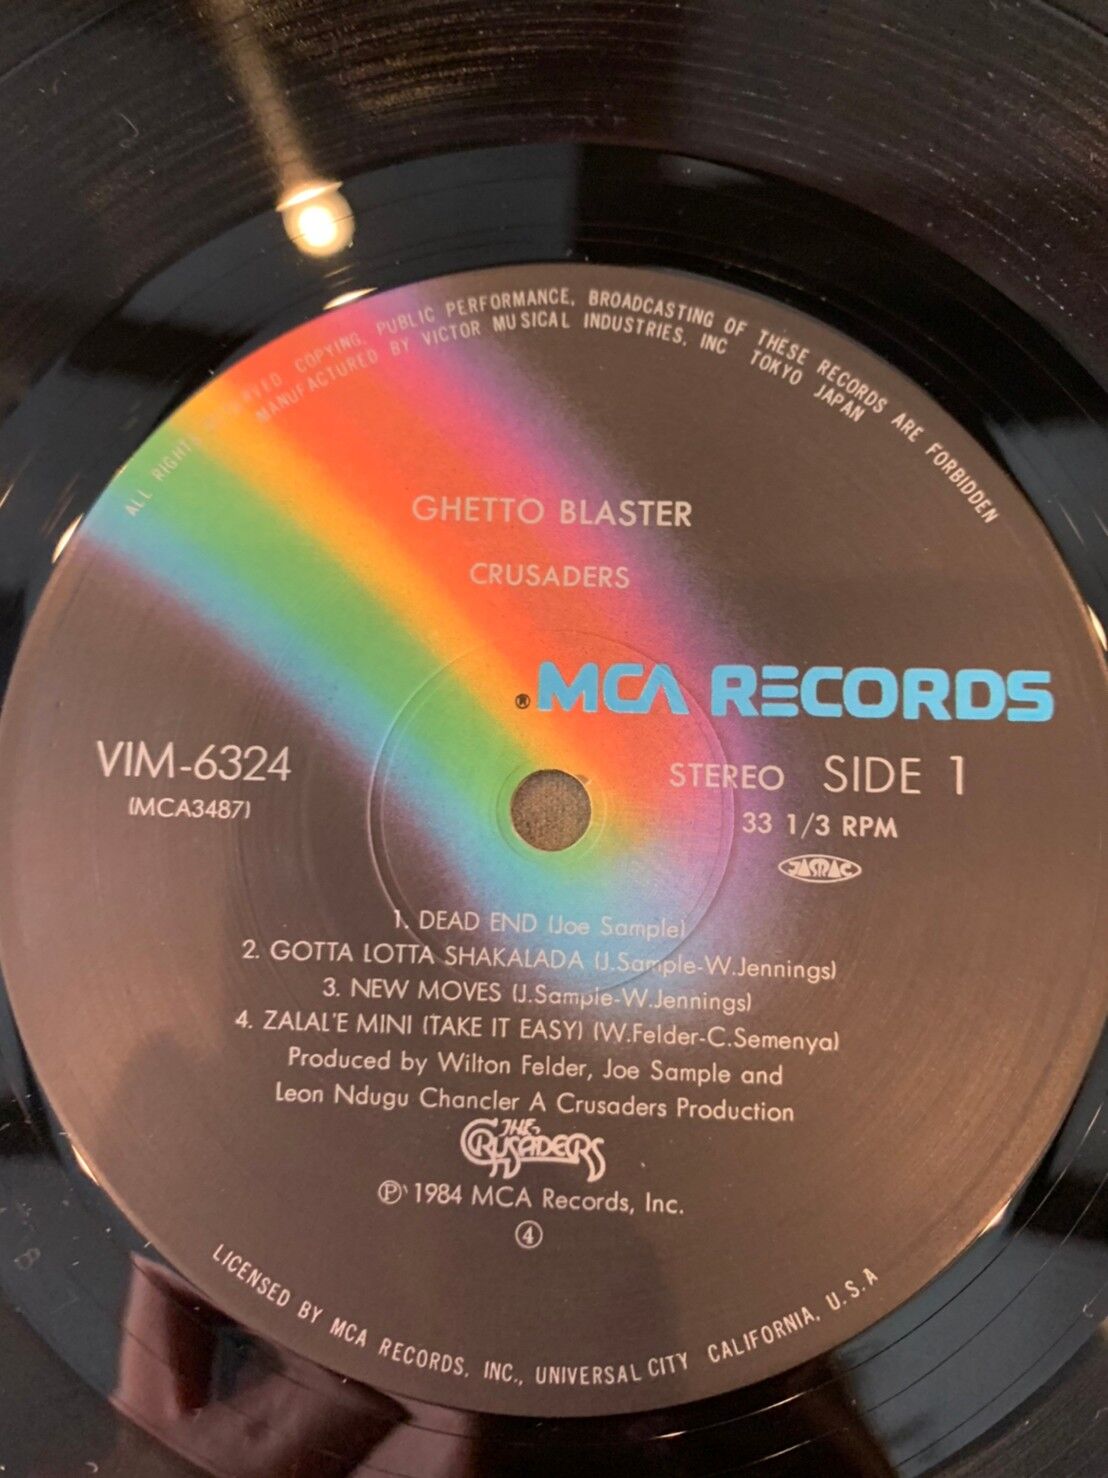 ALL RIGHTS RESERVED COPYING, PUBLIC PERFORMANCE, BROADCASTING OF THESE RECORDS ARE FORBIDDEN
MANUFACTURED BY VICTOR MUSICAL INDUSTRIES, INC TOKYO JAPAN
GHETTO BLASTER
CRUSADERS
® MCA RECORDS
VIM-6324
(MCA3487)
STEREO SIDE 1
33 1/3 RPM
JASRAC
1. DEAD END (Joe Sample)
2. GOTTA LOTTA SHAKALADA (J.Sample-W.Jennings)
3. NEW MOVES (J.Sample-W.Jennings)
4. ZALAL'E MINI (TAKE IT EASY) (W.Felder-C.Semenya)
Produced by Wilton Felder, Joe Sample and
Leon Ndugu Chancler A Crusaders Production
THE CRUSADERS
Ⓟ'1984 MCA Records, Inc.
④
LICENSED BY MCA RECORDS, INC., UNIVERSAL CITY CALIFORNIA, U.S.A